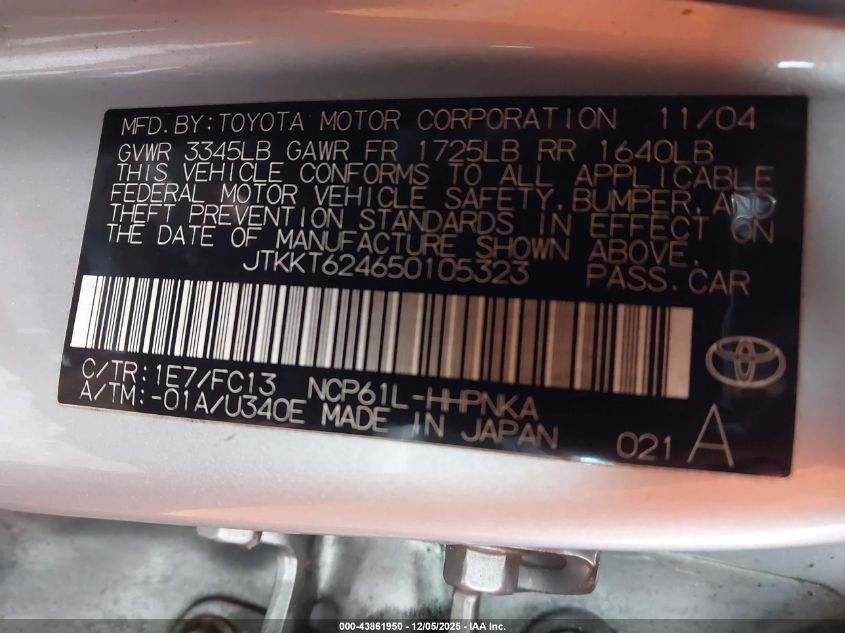 MFD.BY:TOYOTA MOTOR CORPORATION 11/04
GVWR 3345LB GAWR FR 1725LB RR 1640LB
THIS VEHICLE CONFORMS TO ALL APPLICABLE
FEDERAL MOTOR VEHICLE SAFETY,BUMPER,AND
THEFT PREVENTION STANDARDS IN EFFECT ON
THE DATE OF MANUFACTURE SHOWN ABOVE.
JTKKT624650105323 PASS.CAR
C/TR:1E7/FC13 NCP61L-HHPNKA
A/TM:-01A/U340E MADE IN JAPAN 021 A
000-43861950 - 12/05/2025 - IAA Inc.